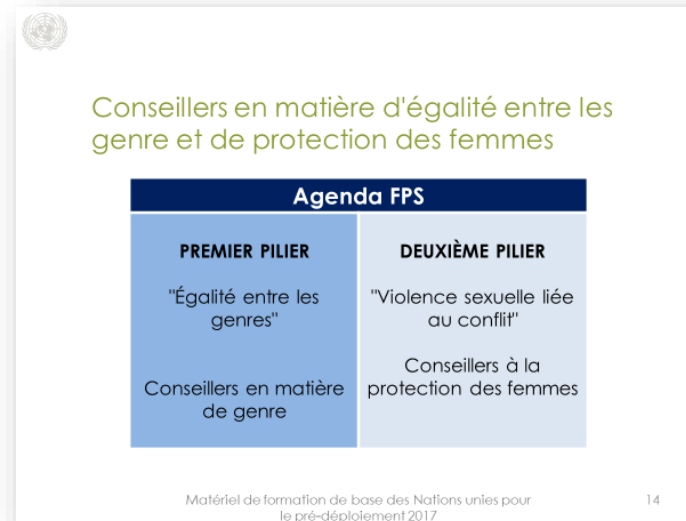 Conseillers en matière d'égalité entre les
genre et de protection des femmes
Agenda FPS
PREMIER PILIER
"Égalité entre les
genres"
Conseillers en matière
de genre
DEUXIÈME PILIER
"Violence sexuelle liée
au conflit"
Conseillers à la
protection des femmes
Matériel de formation de base des Nations unies pour
le pré-déploiement 2017
14